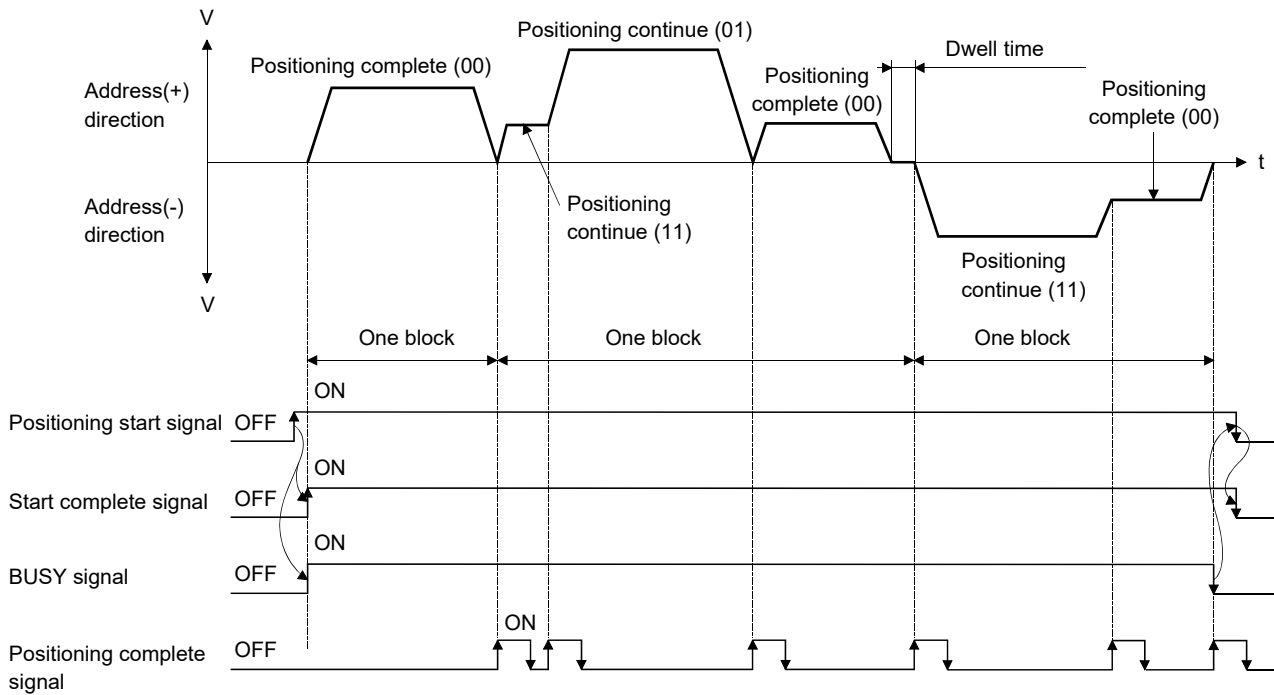 V
Positioning continue (01)
Dwell time
Positioning complete (00)
Positioning
complete (00)
Positioning
complete (00)
Address(+)
direction
t
Address(-)
direction
Positioning
continue (11)
Positioning
continue (11)
V
One block
One block
One block
ON
Positioning start signal
OFF
ON
Start complete signal
OFF
ON
BUSY signal
OFF
ON
Positioning complete
signal
OFF